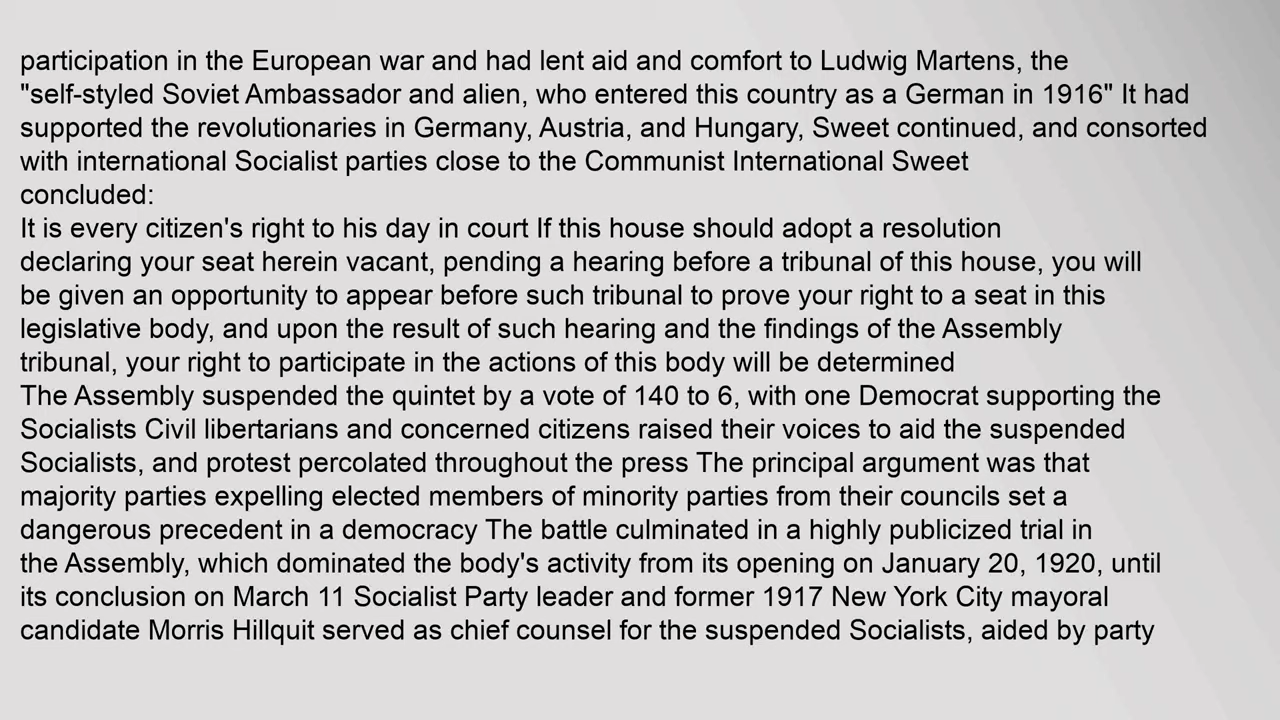 participation in the European war and had lent aid and comfort to Ludwig Martens, the
"self-styled Soviet Ambassador and alien, who entered this country as a German in 1916" It had
supported the revolutionaries in Germany, Austria, and Hungary, Sweet continued, and consorted
with international Socialist parties close to the Communist International Sweet
concluded:
It is every citizen's right to his day in court If this house should adopt a resolution
declaring your seat herein vacant, pending a hearing before a tribunal of this house, you will
be given an opportunity to appear before such tribunal to prove your right to a seat in this
legislative body, and upon the result of such hearing and the findings of the Assembly
tribunal, your right to participate in the actions of this body will be determined
The Assembly suspended the quintet by a vote of 140 to 6, with one Democrat supporting the
Socialists Civil libertarians and concerned citizens raised their voices to aid the suspended
Socialists, and protest percolated throughout the press The principal argument was that
majority parties expelling elected members of minority parties from their councils set a
dangerous precedent in a democracy The battle culminated in a highly publicized trial in
the Assembly, which dominated the body's activity from its opening on January 20, 1920, until
its conclusion on March 11 Socialist Party leader and former 1917 New York City mayoral
candidate Morris Hillquit served as chief counsel for the suspended Socialists, aided by party